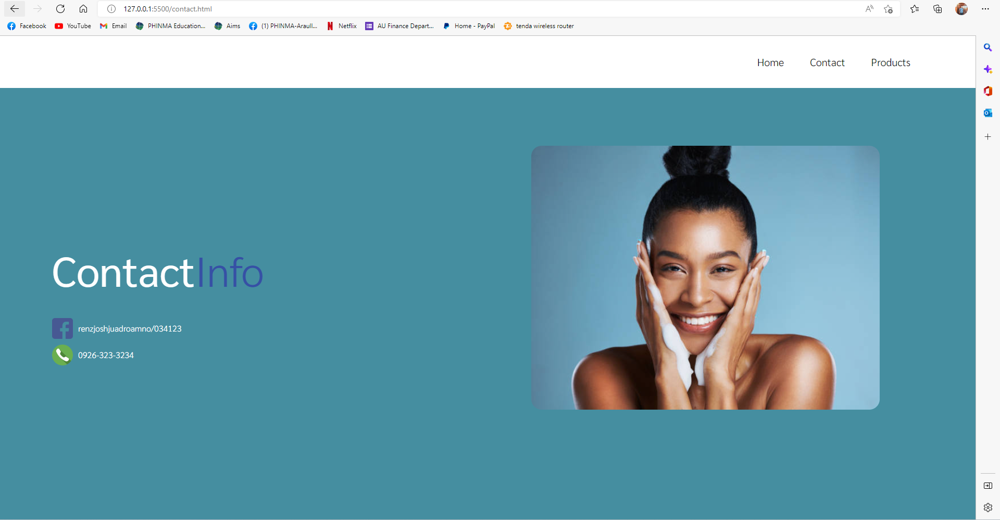 127.0.0.1:5500/contact.html
Facebook YouTube Email PHINMA Education... Aims (1) PHINMA-Araull... Netflix AU Finance Depart... Home - PayPal tenda wireless router
Home Contact Products
ContactInfo
renzjoshjuadroamno/034123
0926-323-3234